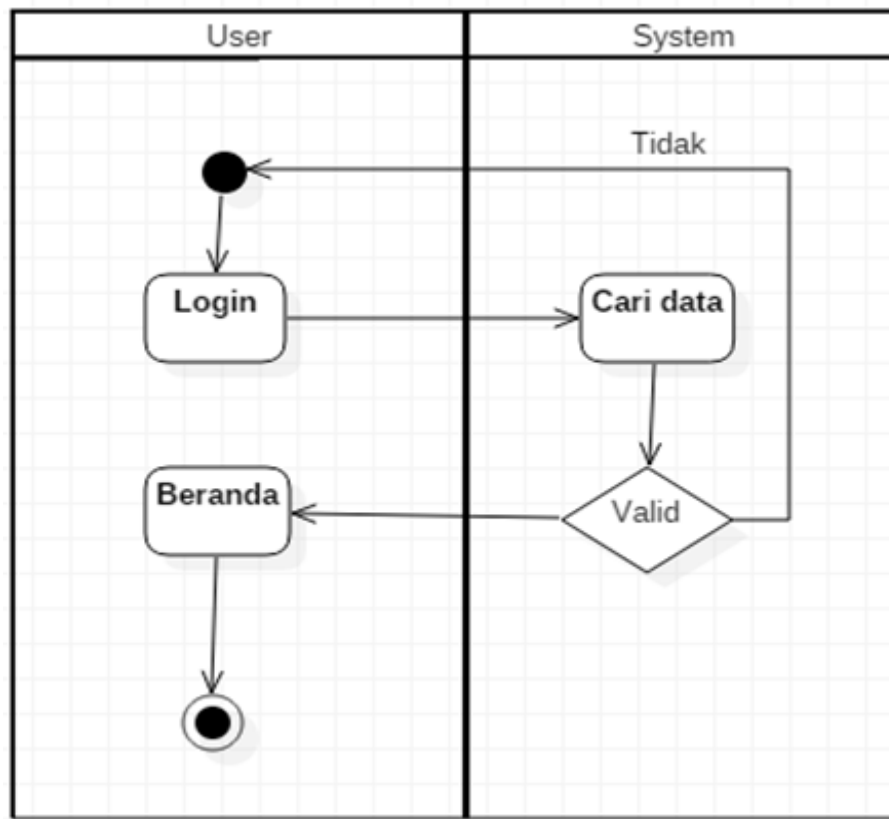 User
System
Tidak
Login
Cari data
Beranda
Valid